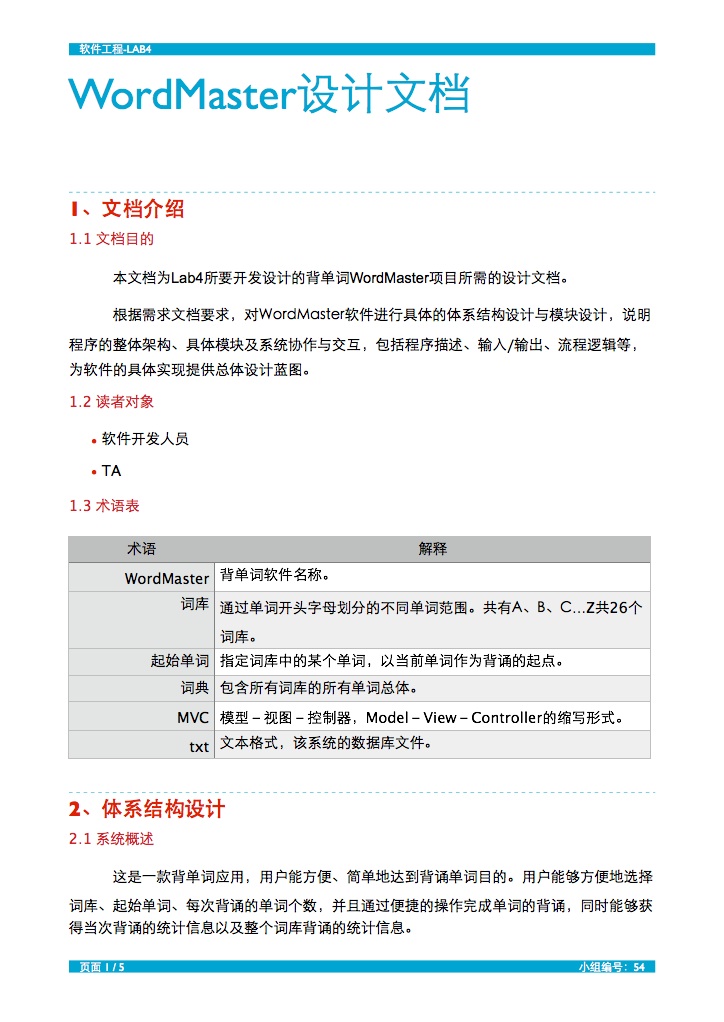 软件工程-LAB4
WordMaster设计文档
1、文档介绍
1.1 文档目的
本文档为Lab4所要开发设计的背单词WordMaster项目所需的设计文档。
根据需求文档要求，对WordMaster软件进行具体的体系结构设计与模块设计，说明
程序的整体架构、具体模块及系统协作与交互，包括程序描述、输入/输出、流程逻辑等，
为软件的具体实现提供总体设计蓝图。
1.2 读者对象
• 软件开发人员
• TA
1.3 术语表
术语 解释
WordMaster 背单词软件名称。
词库 通过单词开头字母划分的不同单词范围。共有A、B、C...Z共26个
词库。
起始单词 指定词库中的某个单词，以当前单词作为背诵的起点。
词典 包含所有词库的所有单词总体。
MVC 模型－视图－控制器，Model－View－Controller的缩写形式。
txt 文本格式，该系统的数据库文件。
2、体系结构设计
2.1 系统概述
这是一款背单词应用，用户能方便、简单地达到背诵单词目的。用户能够方便地选择
词库、起始单词、每次背诵的单词个数，并且通过便捷的操作完成单词的背诵，同时能够获
得当次背诵的统计信息以及整个词库背诵的统计信息。
页面 1 / 5 小组编号：54